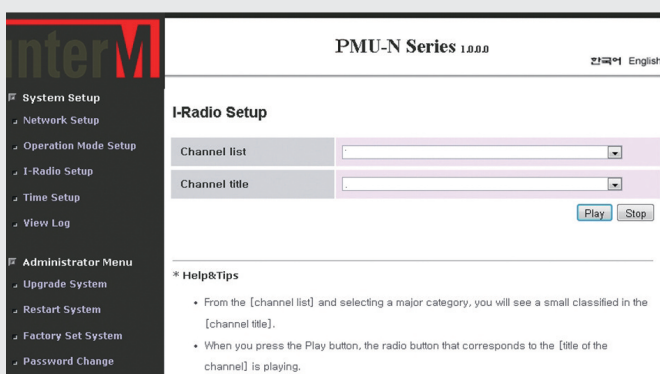 interM
PMU-N Series 1.0.0.0
한국어 English
System Setup
Network Setup
Operation Mode Setup
I-Radio Setup
Time Setup
View Log
Administrator Menu
Upgrade System
Restart System
Factory Set System
Password Change
I-Radio Setup
Channel list
Channel title
Play Stop
* Help&Tips
• From the [channel list] and selecting a major category, you will see a small classified in the
[channel title].
• When you press the Play button, the radio button that corresponds to the [title of the
channel] is playing.